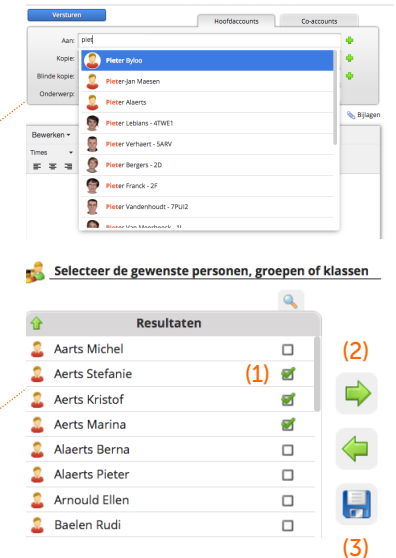 Versturen
Hoofdaccounts
Co-accounts
Aan:
piet
Kopie:
Pieter Byloo
Blinde kopie:
Pieter-Jan Maesen
Onderwerp:
Pieter Alaerts
Bijlagen
Pieter Leblans - 4TWE1
Bewerken
Pieter Verhaert - 5ARV
Times
Pieter Bergers - 2D
Pieter Franck - 2F
Pieter Vandenhoudt - 7PUI2
Selecteer de gewenste personen, groepen of klassen
Resultaten
Aarts Michel
(2)
Aerts Stefanie
(1)
Aerts Kristof
Aerts Marina
Alaerts Berna
Alaerts Pieter
Arnould Ellen
Baelen Rudi
(3)